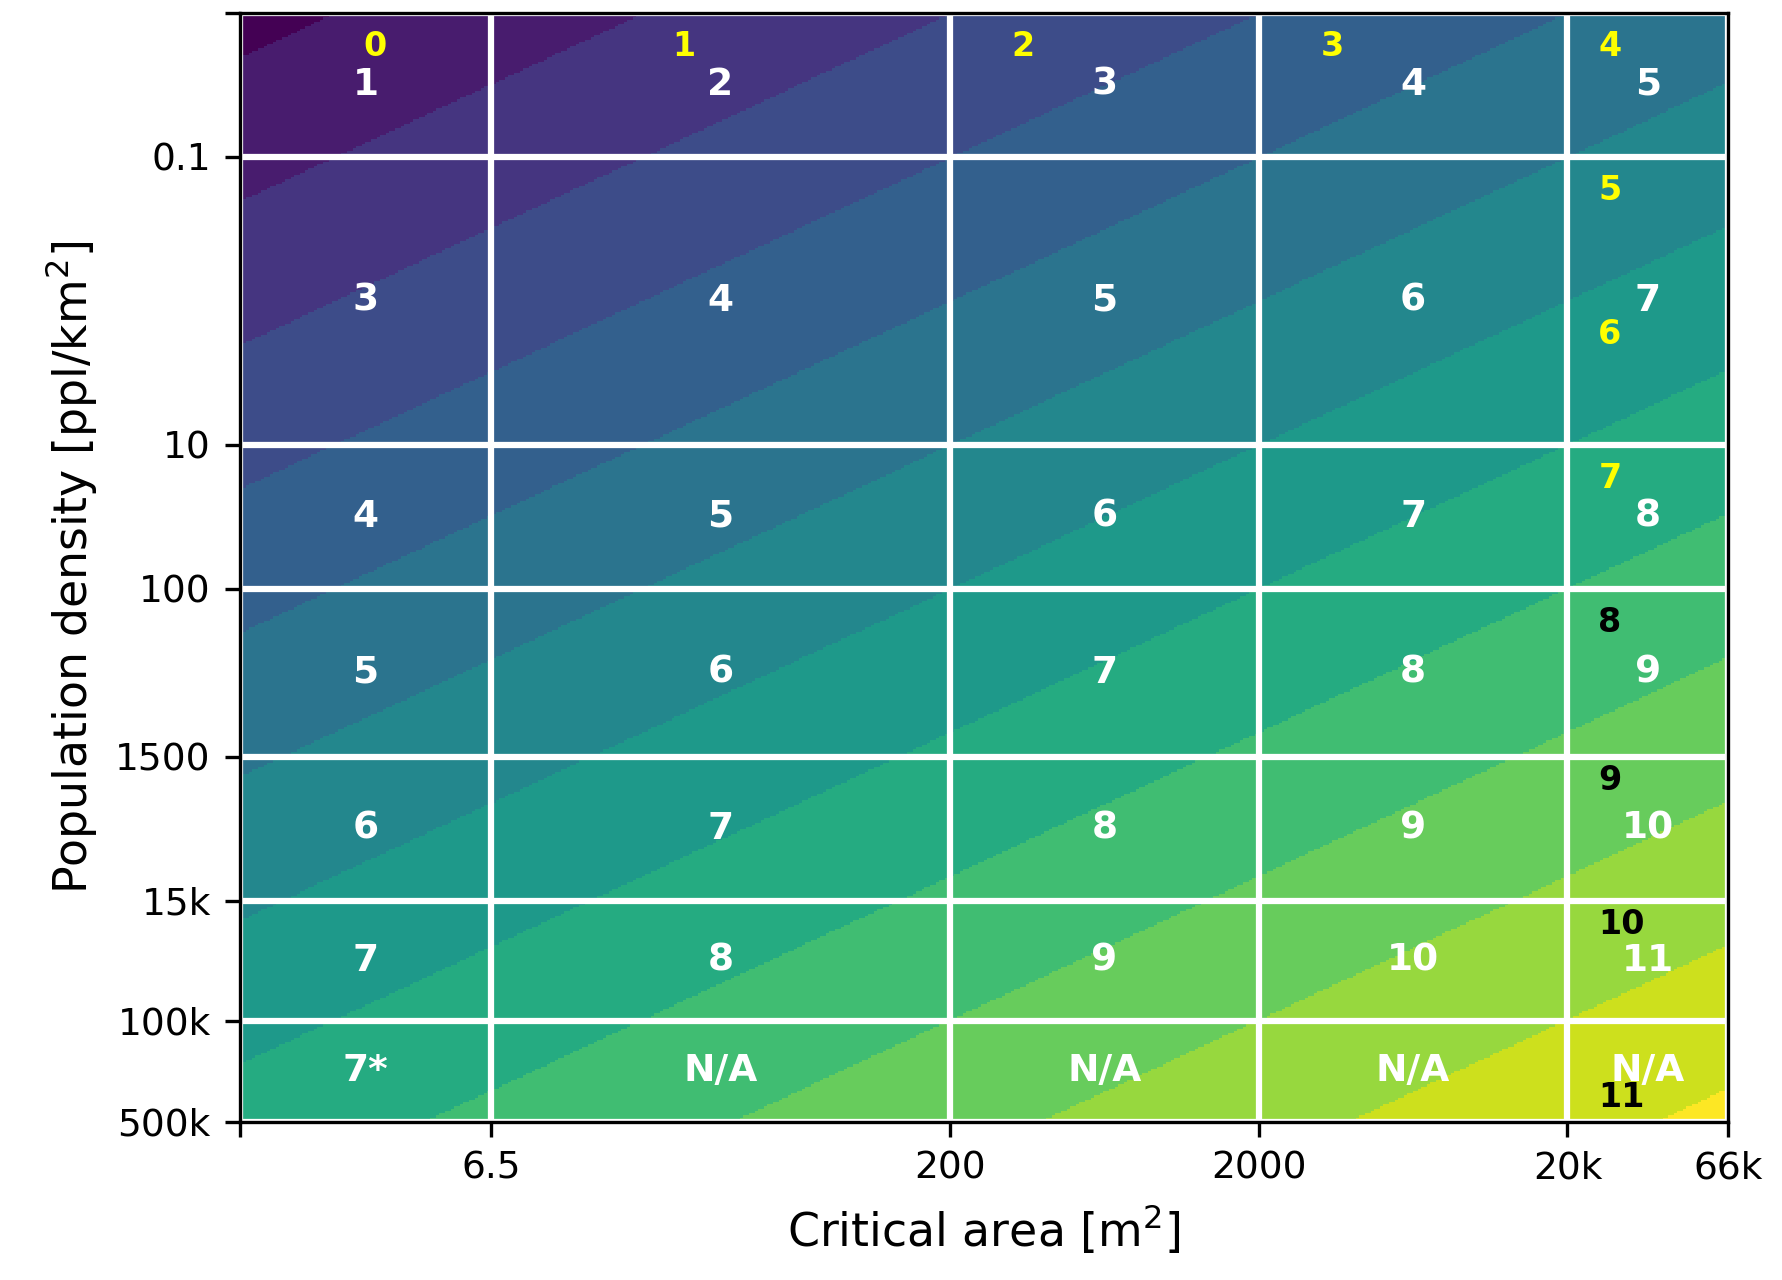 0 1 2 3 4
1 2 3 4 5
0.1
5
3 4 5 6 7
6
10
7
4 5 6 7 8
100
8
5 6 7 8 9
1500
9
6 7 8 9 10
15k
10
7 8 9 10 11
100k
7* N/A N/A N/A N/A
11
500k
6.5 200 2000 20k 66k
Critical area [m²]
Population density [ppl/km²]